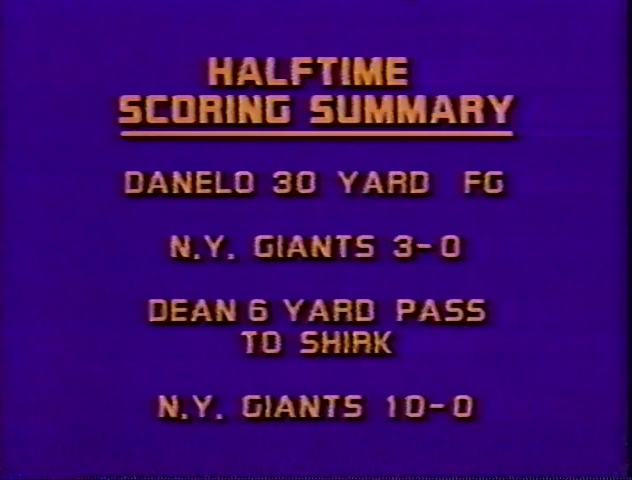 HALFTIME
SCORING SUMMARY
DANELO 30 YARD FG
N.Y. GIANTS 3-0
DEAN 6 YARD PASS
TO SHIRK
N.Y. GIANTS 10-0